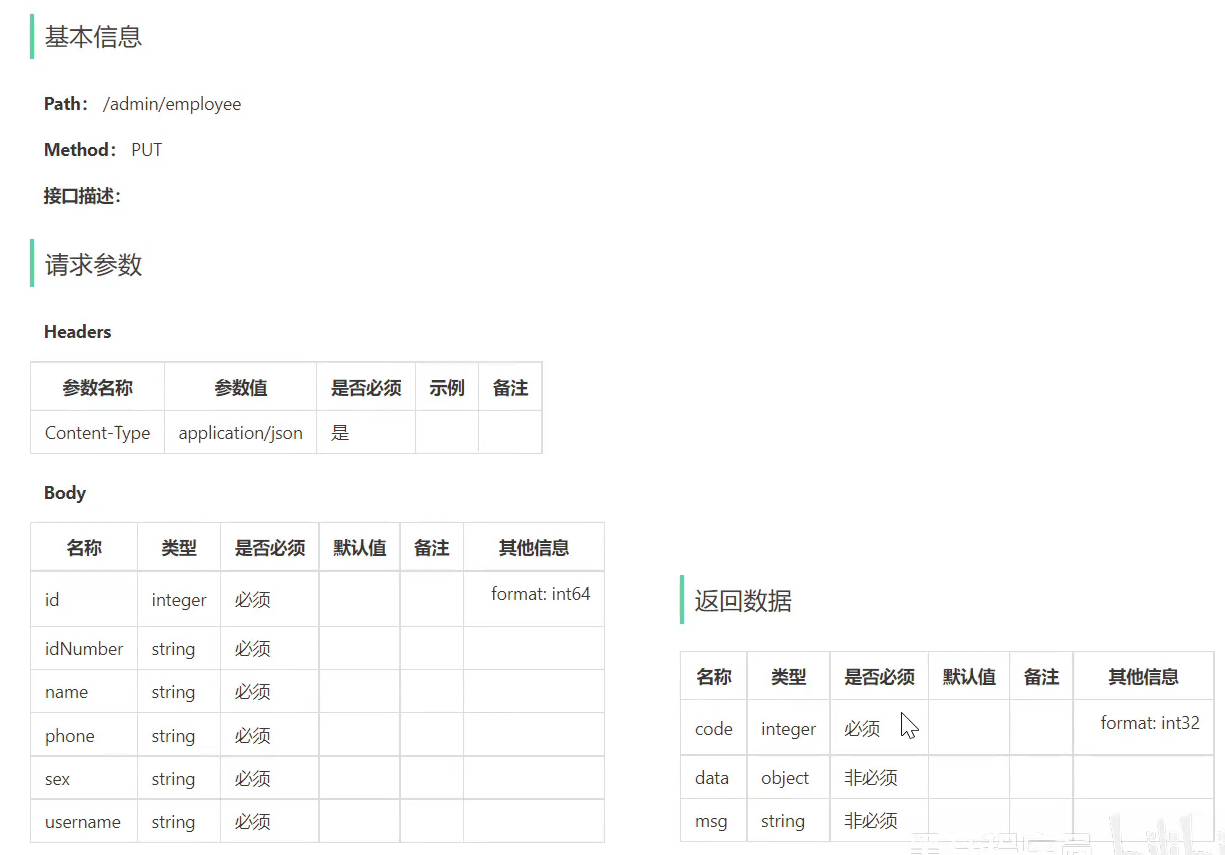 基本信息
Path： /admin/employee
Method： PUT
接口描述：
请求参数
Headers
参数名称 参数值 是否必须 示例 备注
Content-Type application/json 是
Body
名称 类型 是否必须 默认值 备注 其他信息
id integer 必须 format: int64
idNumber string 必须
name string 必须
phone string 必须
sex string 必须
username string 必须
返回数据
名称 类型 是否必须 默认值 备注 其他信息
code integer 必须 format: int32
data object 非必须
msg string 非必须